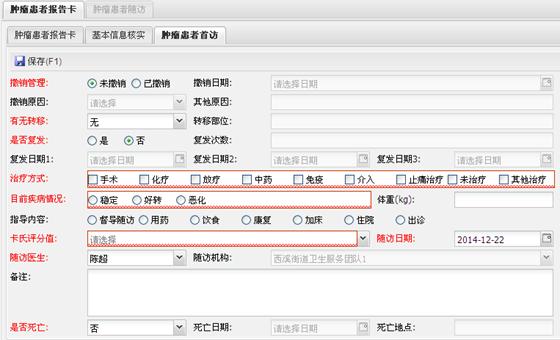 肿瘤患者报告卡 肿瘤患者随访
肿瘤患者报告卡 基本信息核实 肿瘤患者首访
保存(F1)
撤销管理: 未撤销 已撤销 撤销日期: 请选择日期
撤销原因: 请选择 其他原因:
有无转移: 无 转移部位:
是否复发: 是 否 复发次数:
复发日期1: 请选择日期 复发日期2: 请选择日期 复发日期3: 请选择日期
治疗方式: 手术 化疗 放疗 中药 免疫 介入 止痛治疗 未治疗 其他治疗
目前疾病情况: 稳定 好转 恶化 体重(kg):
指导内容: 督导随访 用药 饮食 康复 加床 住院 出诊
卡氏评分值: 请选择 随访日期: 2014-12-22
随访医生: 陈超 随访机构: 西溪街道卫生服务团队1
备注:
是否死亡: 否 死亡日期: 请选择日期 死亡地点: